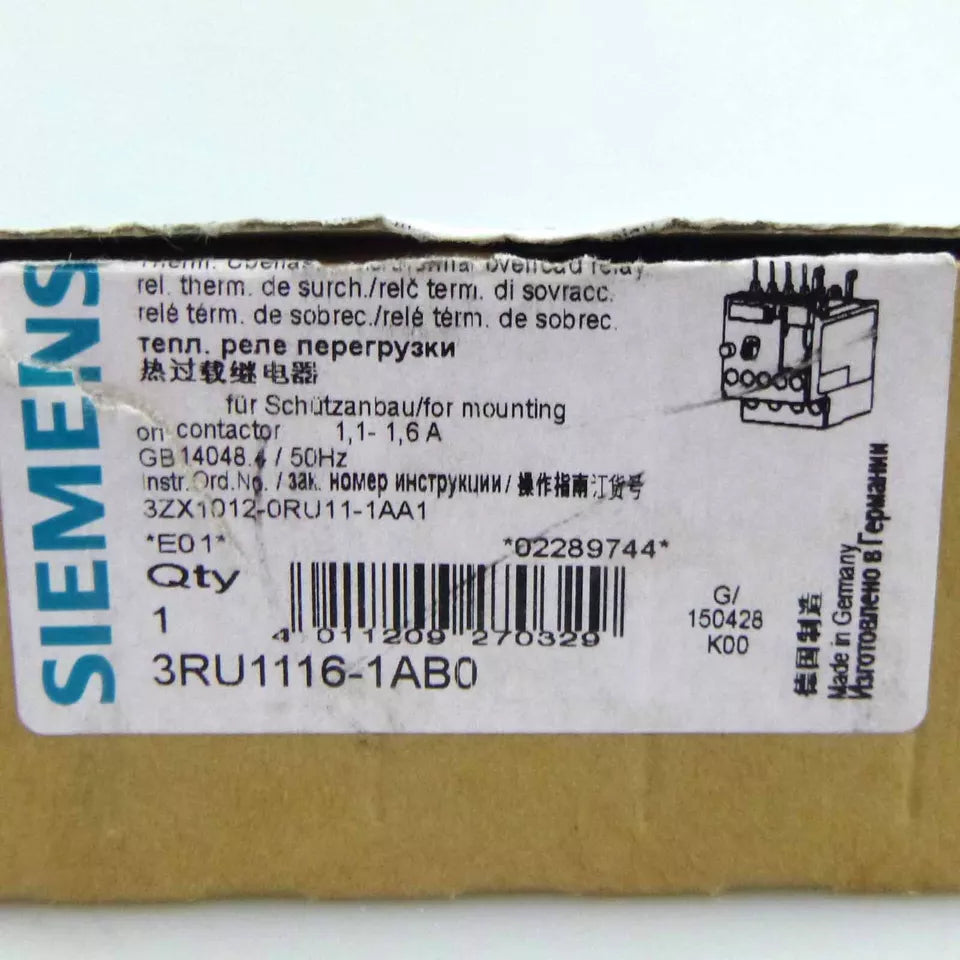 SIEMENS
overload relay
rel. therm. de surch./relć term. di sovracc.
relé térm. de sobrec./relé térm. de sobrec.
тепл. реле перегрузки
热过载继电器
für Schützanbau/for mounting
on contactor 1,1- 1,6 A
GB14048.4 / 50Hz
Instr.Ord.No. / зак. номер инструкции / 操作指南订货号
3ZX1012-0RU11-1AA1
*E01* *02289744*
Qty
1
4 011209 270329
3RU1116-1AB0
G/
150428
K00
德国制造
Made in Germany
Изготовлено в Германии